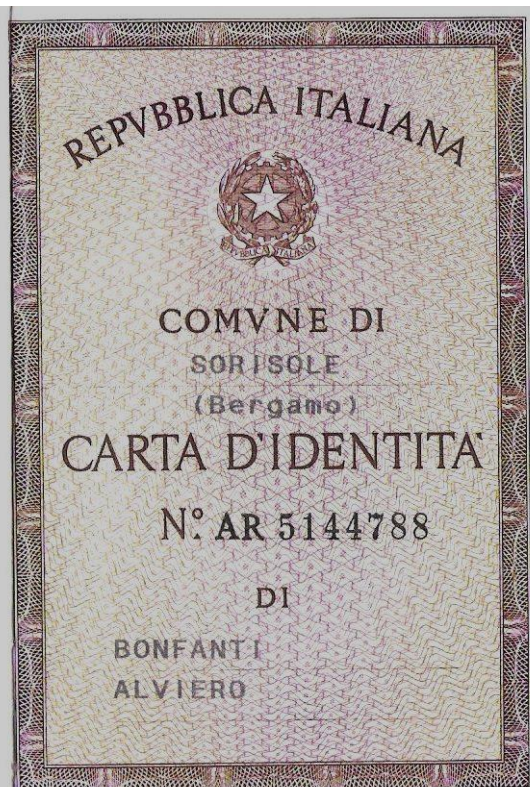 REPVBBLICA ITALIANA
COMVNE DI
SORISOLE
(Bergamo)
CARTA D'IDENTITA'
N° AR 5144788
DI
BONFANTI
ALVIERO